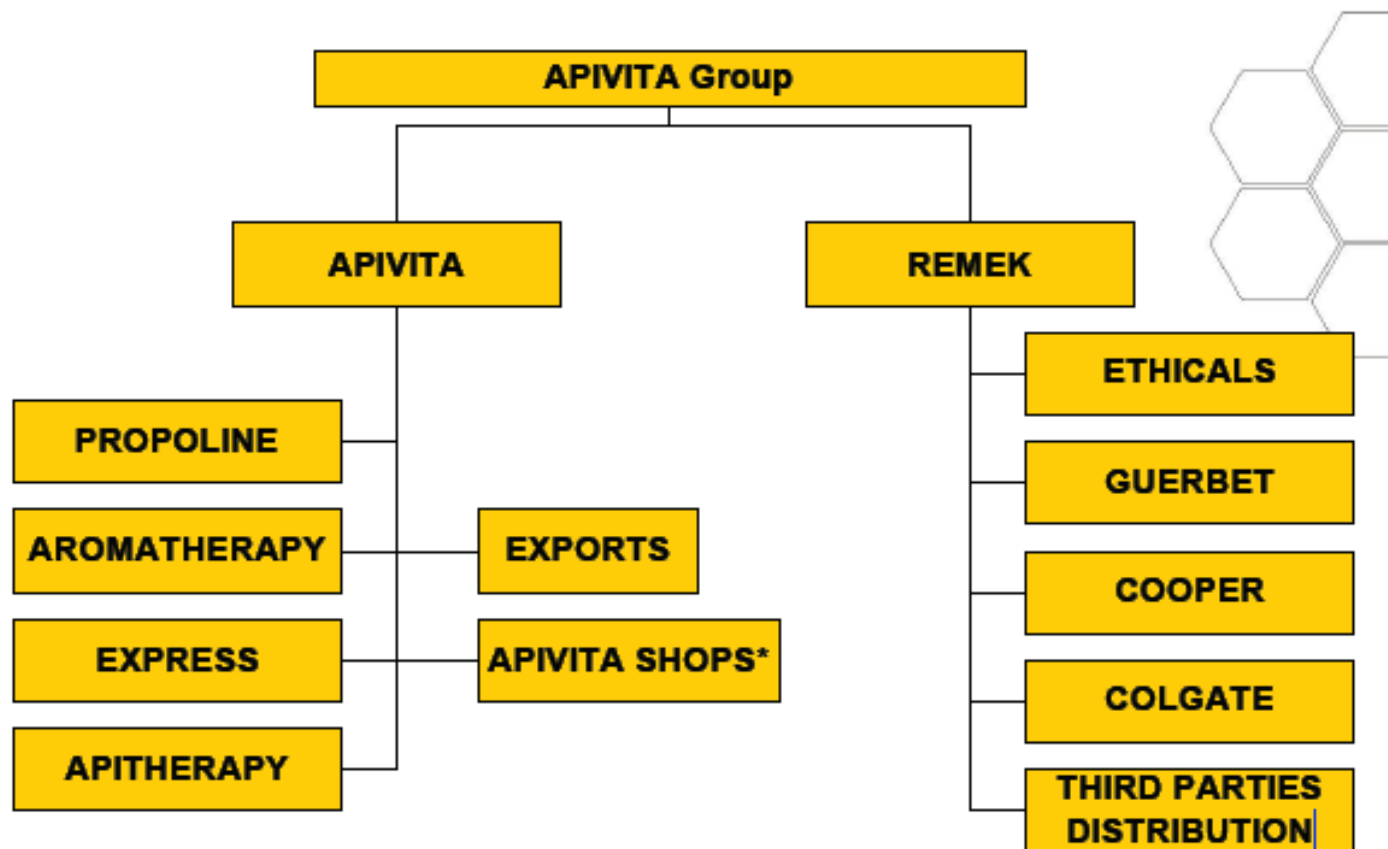 APIVITA Group
APIVITA
REMEK
PROPOLINE
AROMATHERAPY
EXPRESS
APITHERAPY
EXPORTS
APIVITA SHOPS*
ETHICALS
GUERBET
COOPER
COLGATE
THIRD PARTIES
DISTRIBUTION